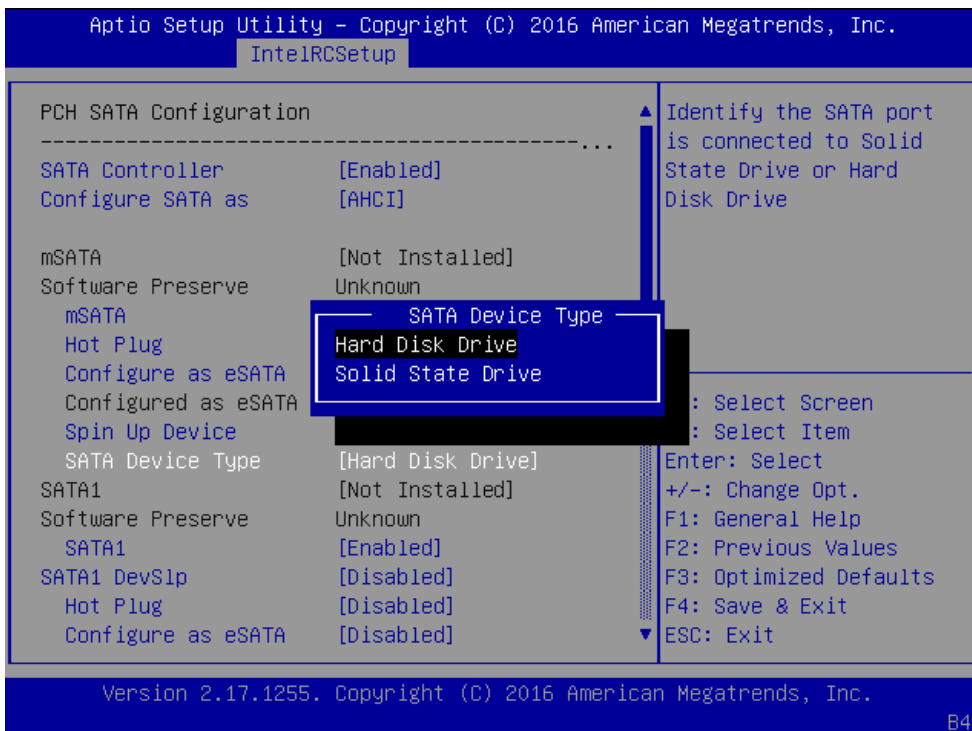 Aptio Setup Utility – Copyright (C) 2016 American Megatrends, Inc.
IntelRCSetup
PCH SATA Configuration
------------------------------------------------...
SATA Controller [Enabled]
Configure SATA as [AHCI]
mSATA [Not Installed]
Software Preserve Unknown
mSATA
Hot Plug
Configure as eSATA
Configured as eSATA
Spin Up Device
SATA Device Type [Hard Disk Drive]
SATA1 [Not Installed]
Software Preserve Unknown
SATA1 [Enabled]
SATA1 DevSlp [Disabled]
Hot Plug [Disabled]
Configure as eSATA [Disabled]
SATA Device Type
Hard Disk Drive
Solid State Drive
Identify the SATA port
is connected to Solid
State Drive or Hard
Disk Drive
: Select Screen
: Select Item
Enter: Select
+/-: Change Opt.
F1: General Help
F2: Previous Values
F3: Optimized Defaults
F4: Save & Exit
ESC: Exit
Version 2.17.1255. Copyright (C) 2016 American Megatrends, Inc.
B4